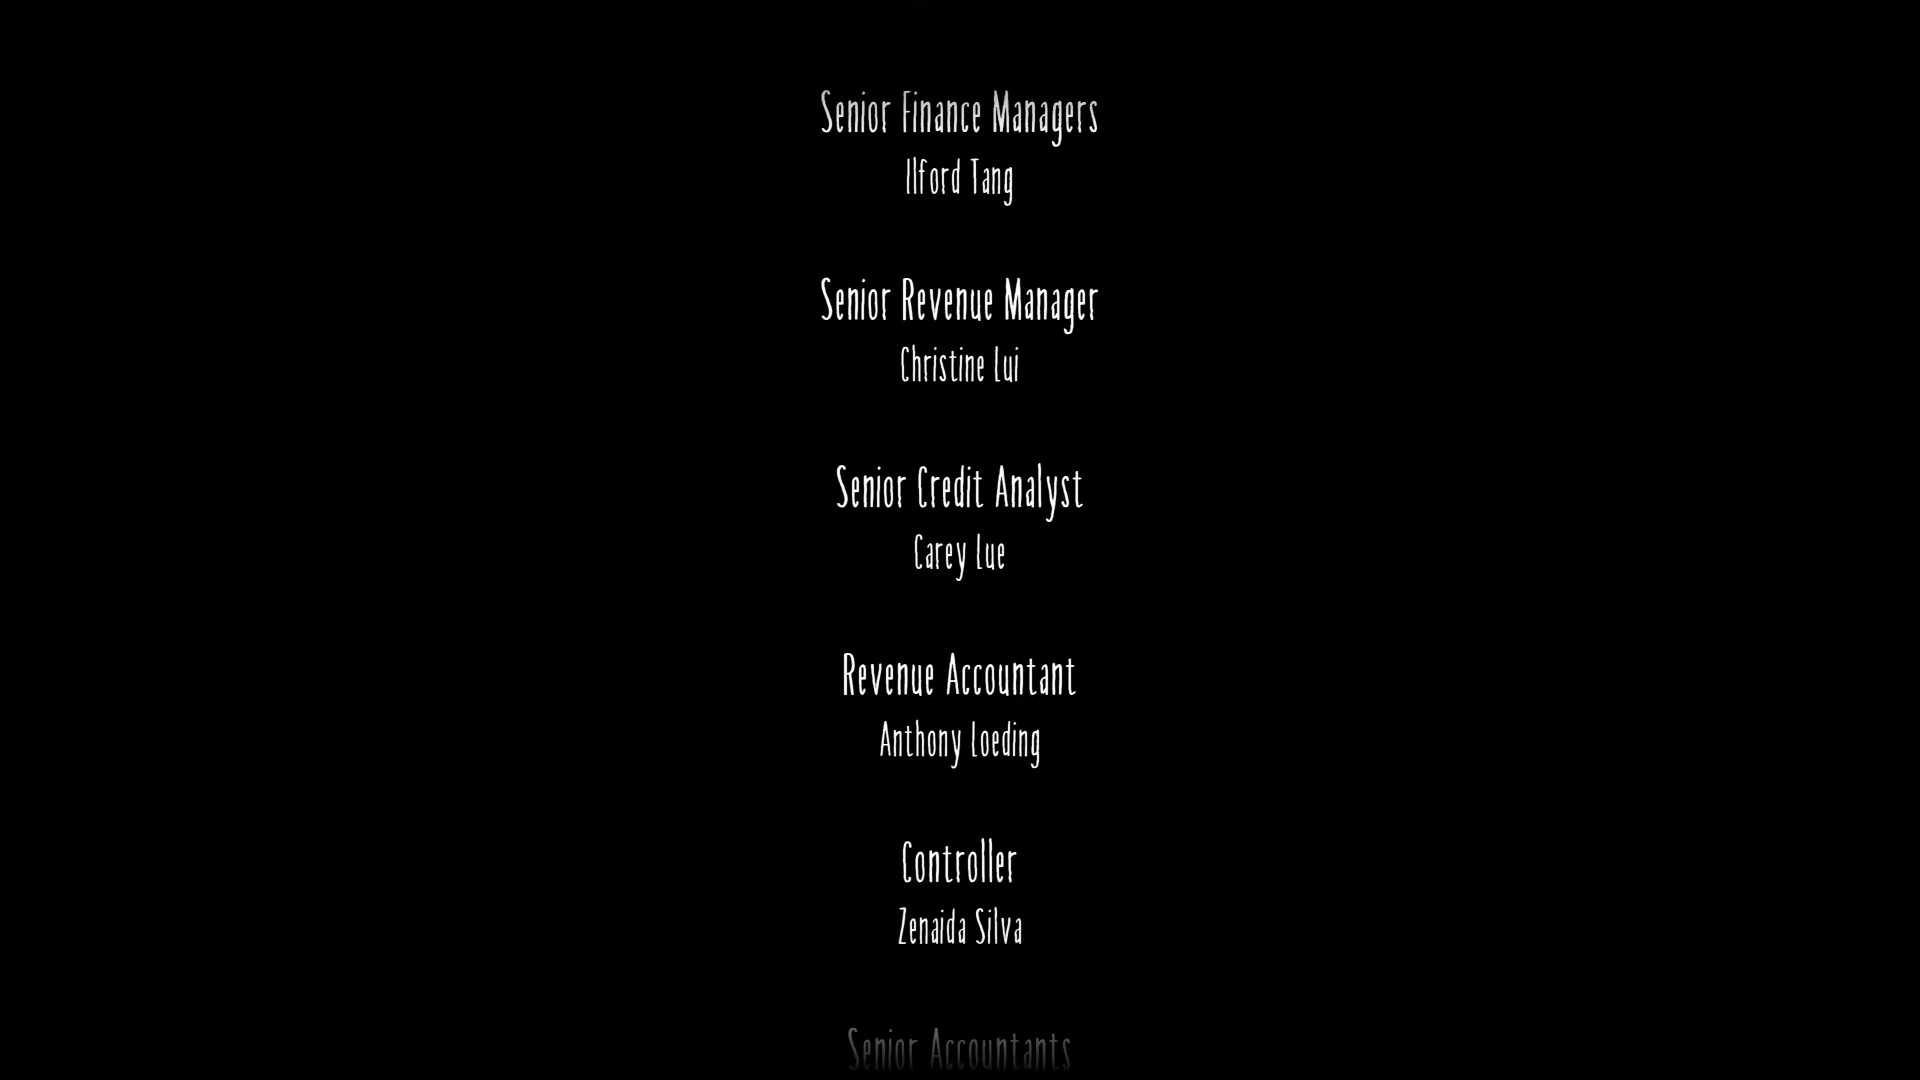 Senior Finance Managers
Ilford Tang
Senior Revenue Manager
Christine Lui
Senior Credit Analyst
Carey Lue
Revenue Accountant
Anthony Loeding
Controller
Zenaida Silva
Senior Accountants